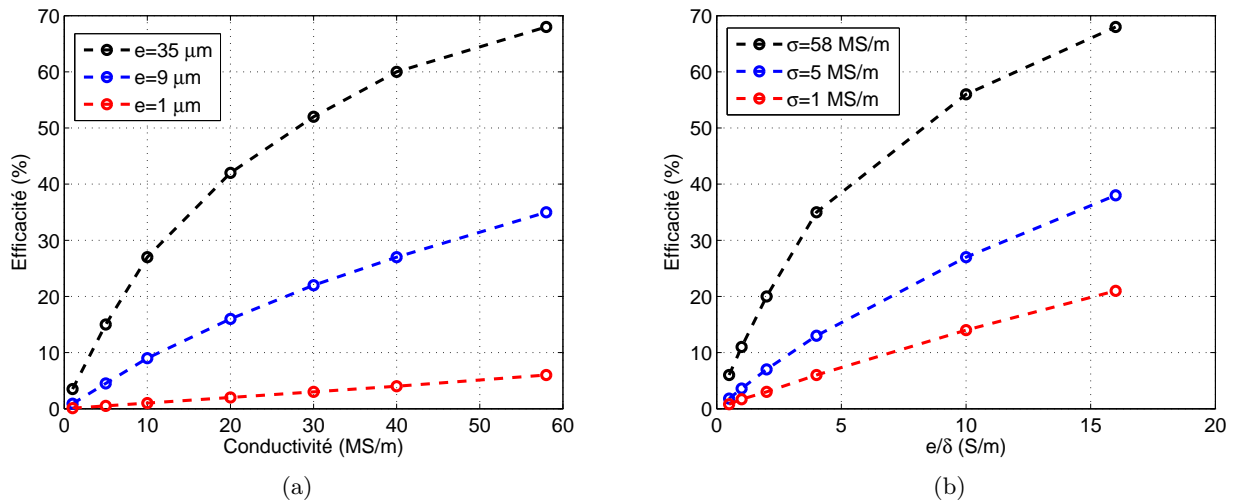 70
60
50
40
30
20
10
0
Efficacité (%)
e=35 μm
e=9 μm
e=1 μm
0 10 20 30 40 50 60
Conductivité (MS/m)
(a)
70
60
50
40
30
20
10
0
Efficacité (%)
σ=58 MS/m
σ=5 MS/m
σ=1 MS/m
0 5 10 15 20
e/δ (S/m)
(b)